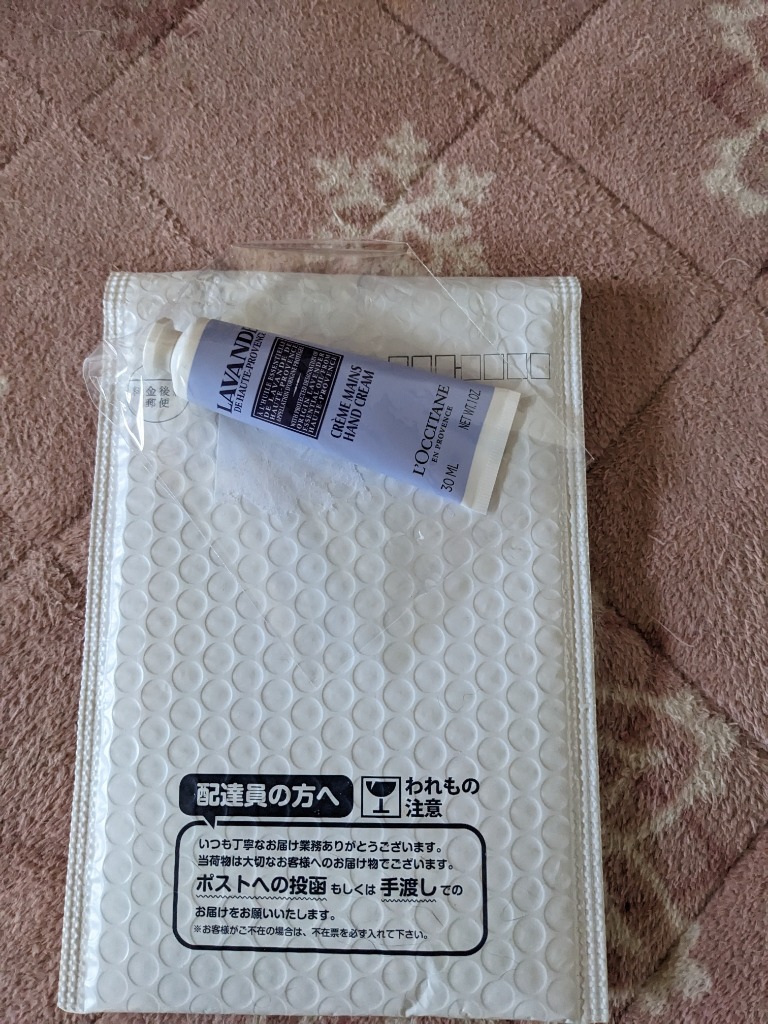 LAVANDE
DE HAUTE-PROVENCE
CRÈME MAINS
HAND CREAM
L'OCCITANE
EN PROVENCE
30 ML
NET WT.1 OZ.
金後
郵便
配達員の方へ
われもの
注意
いつも丁寧なお届け業務ありがとうございます。
当荷物は大切なお客様へのお届け物でございます。
ポストへの投函 もしくは 手渡し での
お届けをお願いいたします。
※お客様がご不在の場合は、不在票を必ず入れて下さい。